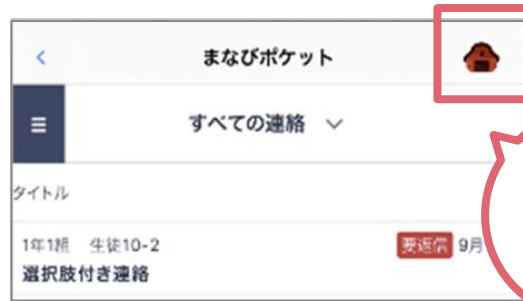 まなびポケット
すべての連絡
タイトル
1年1組 生徒10-2
要返信 9月
選択肢付き連絡